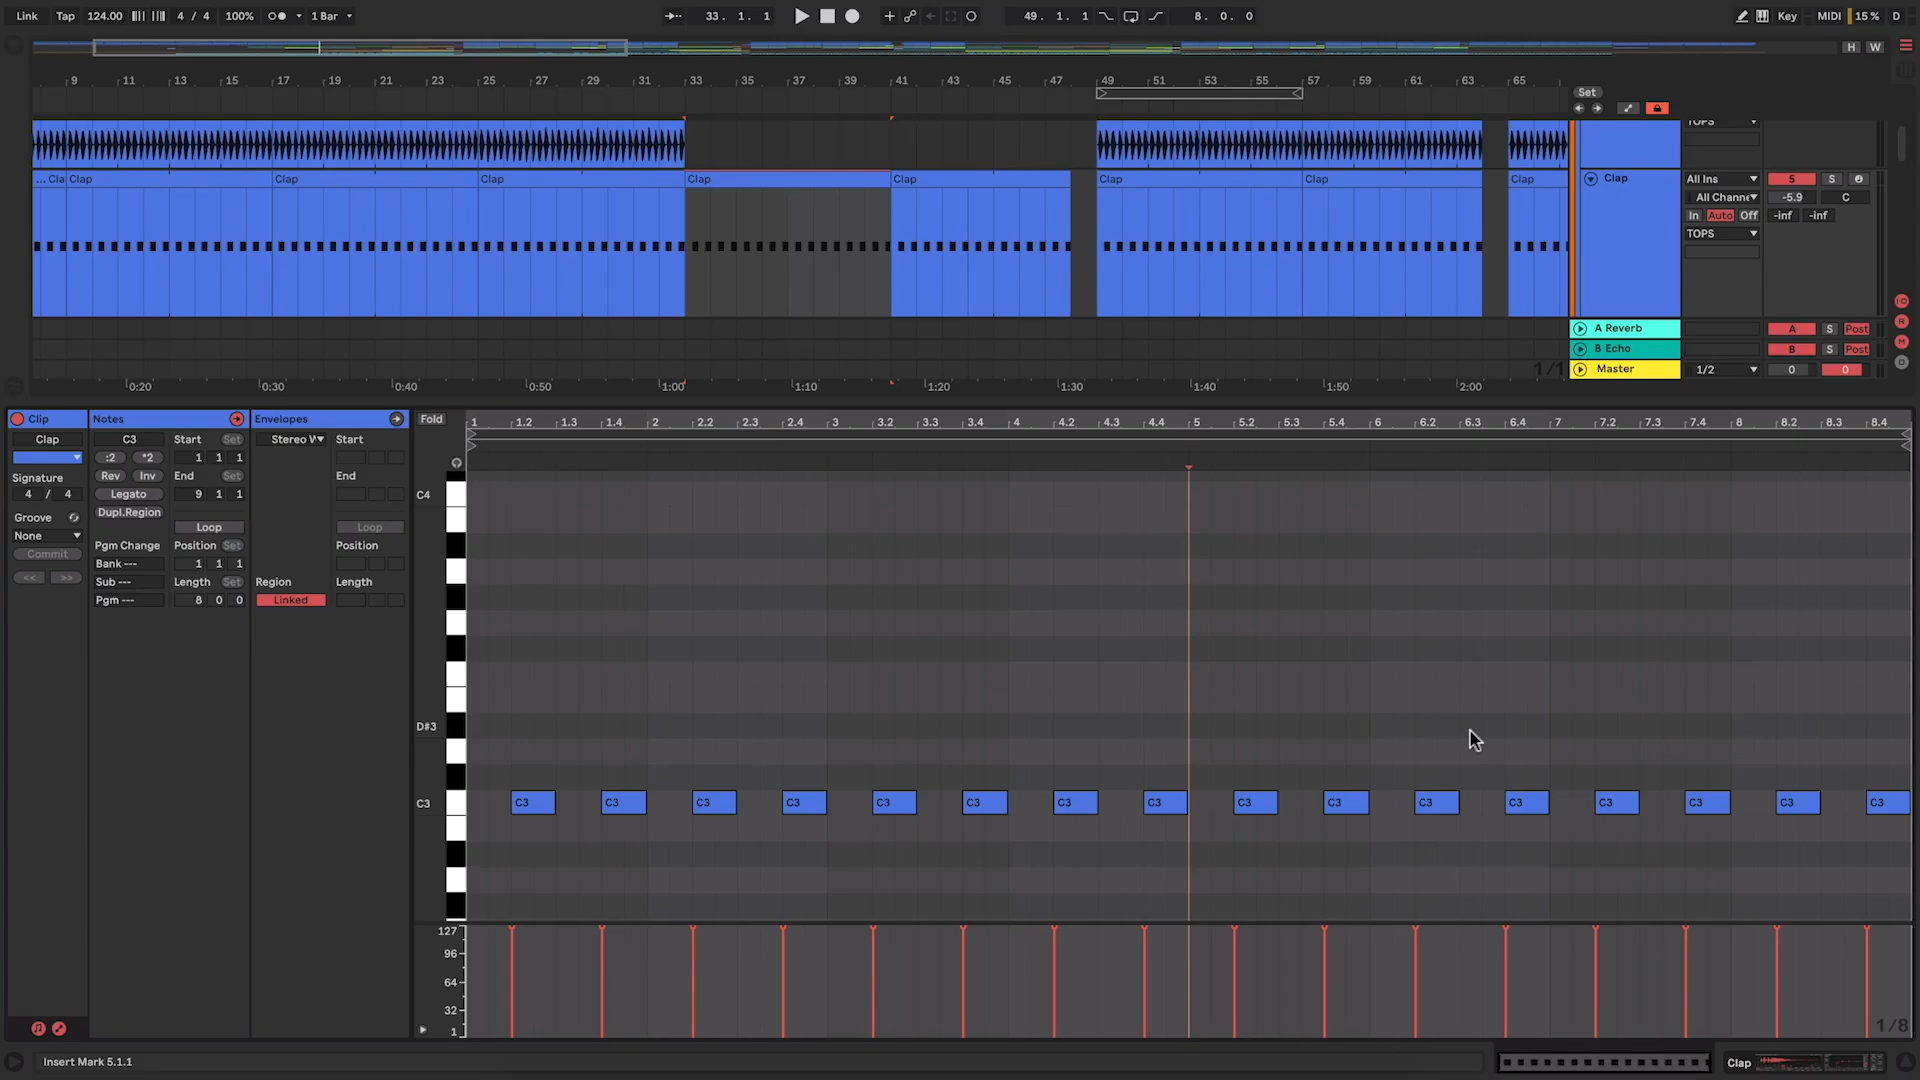 Link Tap 124.00 4 / 4 100% 1 Bar 33. 1. 1 49. 1. 1 8. 0. 0 Key MIDI 15 % D
H W
9 11 13 15 17 19 21 23 25 27 29 31 33 35 37 39 41 43 45 47 49 51 53 55 57 59 61 63 65
Set
TOPS
... Cla Clap Clap Clap Clap Clap Clap Clap Clap Clap All Ins 5 S
All Channe -5.9 C
In Auto Off -inf -inf
TOPS
A Reverb A S Post
B Echo B S Post
1/1 Master 1/2 0 0
0:20 0:30 0:40 0:50 1:00 1:10 1:20 1:30 1:40 1:50 2:00
Clip Notes Envelopes Fold 1 1.2 1.3 1.4 2 2.2 2.3 2.4 3 3.2 3.3 3.4 4 4.2 4.3 4.4 5 5.2 5.3 5.4 6 6.2 6.3 6.4 7 7.2 7.3 7.4 8 8.2 8.3 8.4
Clap C3 Start Set Stereo W Start
:2 *2 1 1 1
Signature Rev Inv End Set End
4 / 4 Legato 9 1 1 C4
Groove Dupl.Region
None Loop Loop
Commit Pgm Change Position Set Position
<< >> Bank --- 1 1 1
Sub --- Length Set Region Length
Pgm --- 8 0 0 Linked
D#3
C3 C3 C3 C3 C3 C3 C3 C3 C3 C3 C3 C3 C3 C3 C3 C3 C3
127
96
64
32
1 1/8
Insert Mark 5.1.1 Clap